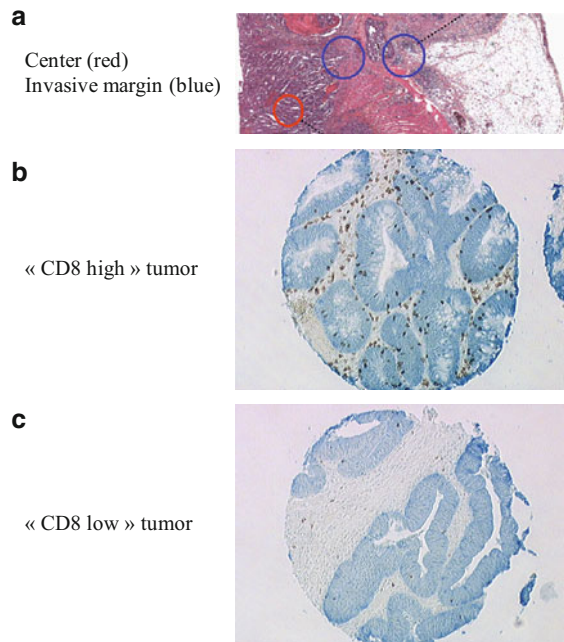 a
Center (red)
Invasive margin (blue)
b
« CD8 high » tumor
c
« CD8 low » tumor